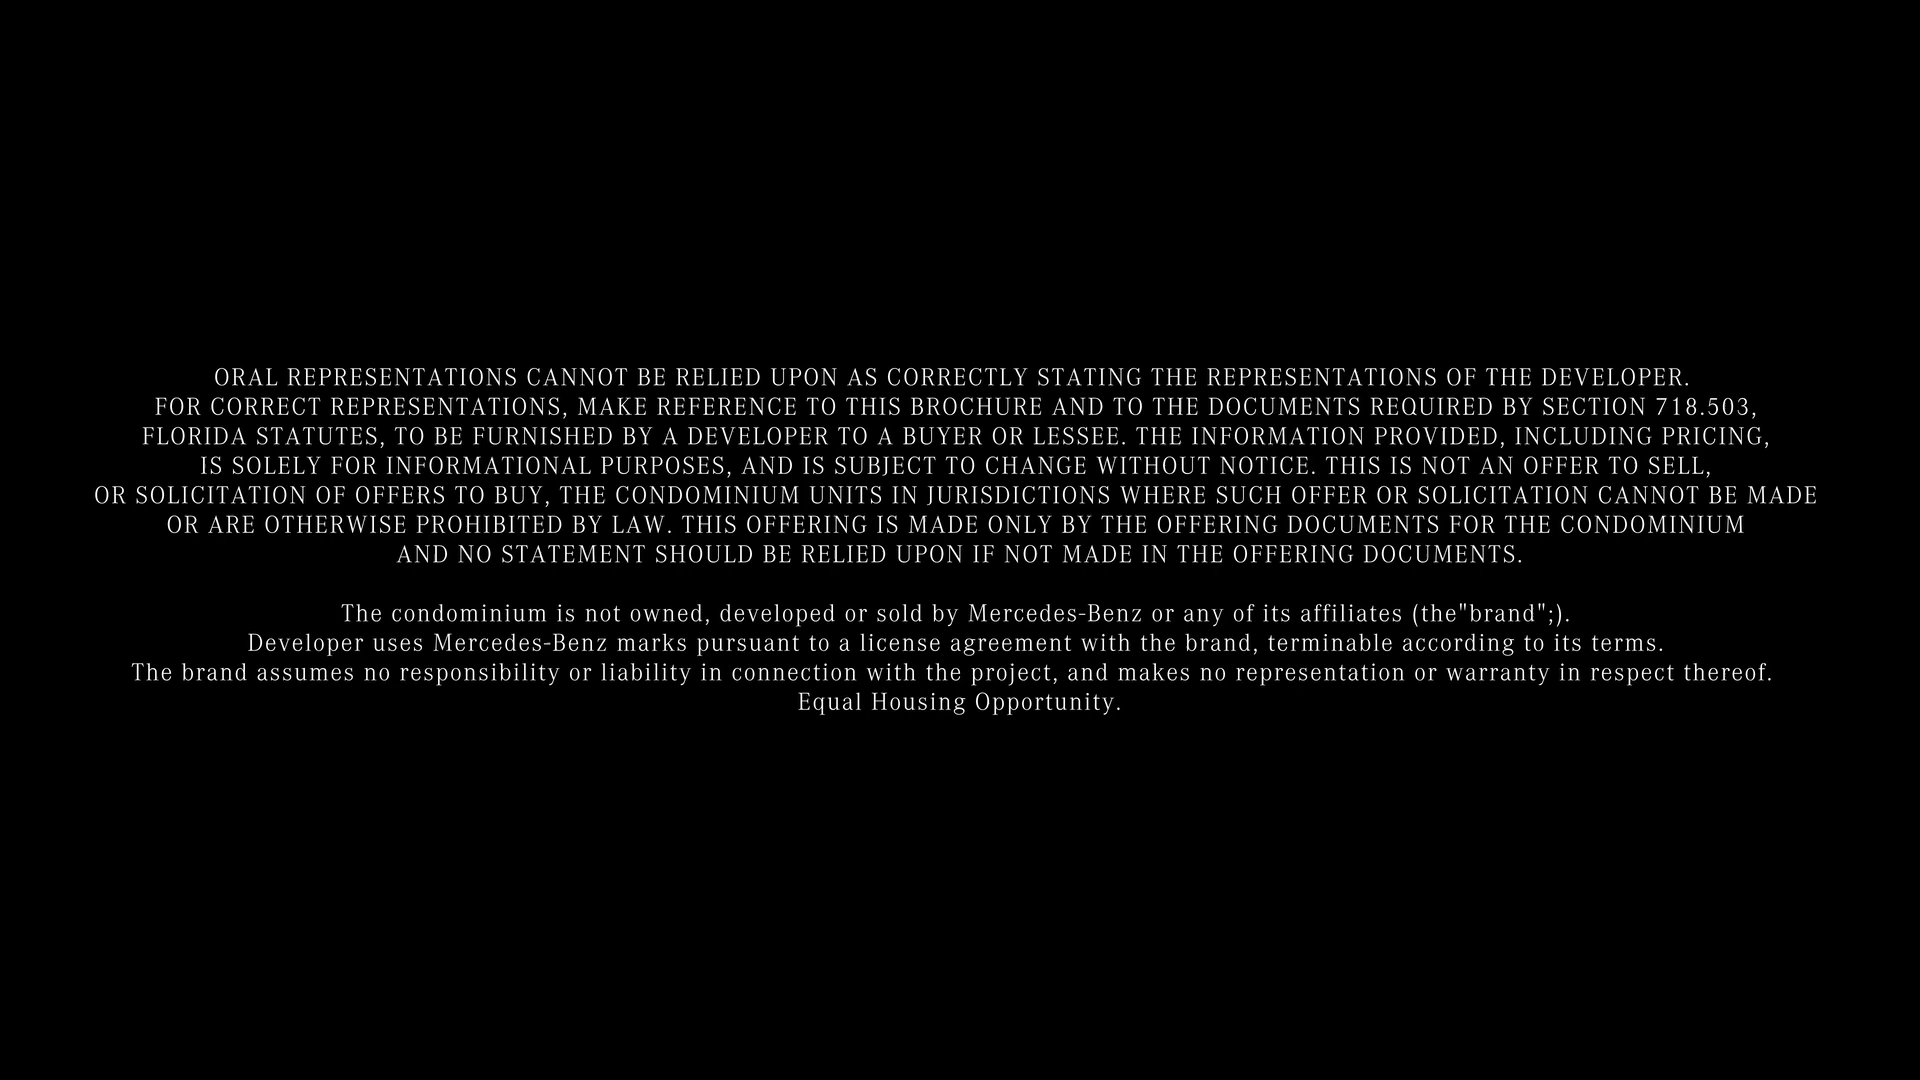 ORAL REPRESENTATIONS CANNOT BE RELIED UPON AS CORRECTLY STATING THE REPRESENTATIONS OF THE DEVELOPER.
FOR CORRECT REPRESENTATIONS, MAKE REFERENCE TO THIS BROCHURE AND TO THE DOCUMENTS REQUIRED BY SECTION 718.503,
FLORIDA STATUTES, TO BE FURNISHED BY A DEVELOPER TO A BUYER OR LESSEE. THE INFORMATION PROVIDED, INCLUDING PRICING,
IS SOLELY FOR INFORMATIONAL PURPOSES, AND IS SUBJECT TO CHANGE WITHOUT NOTICE. THIS IS NOT AN OFFER TO SELL,
OR SOLICITATION OF OFFERS TO BUY, THE CONDOMINIUM UNITS IN JURISDICTIONS WHERE SUCH OFFER OR SOLICITATION CANNOT BE MADE
OR ARE OTHERWISE PROHIBITED BY LAW. THIS OFFERING IS MADE ONLY BY THE OFFERING DOCUMENTS FOR THE CONDOMINIUM
AND NO STATEMENT SHOULD BE RELIED UPON IF NOT MADE IN THE OFFERING DOCUMENTS.
The condominium is not owned, developed or sold by Mercedes-Benz or any of its affiliates (the"brand";).
Developer uses Mercedes-Benz marks pursuant to a license agreement with the brand, terminable according to its terms.
The brand assumes no responsibility or liability in connection with the project, and makes no representation or warranty in respect thereof.
Equal Housing Opportunity.